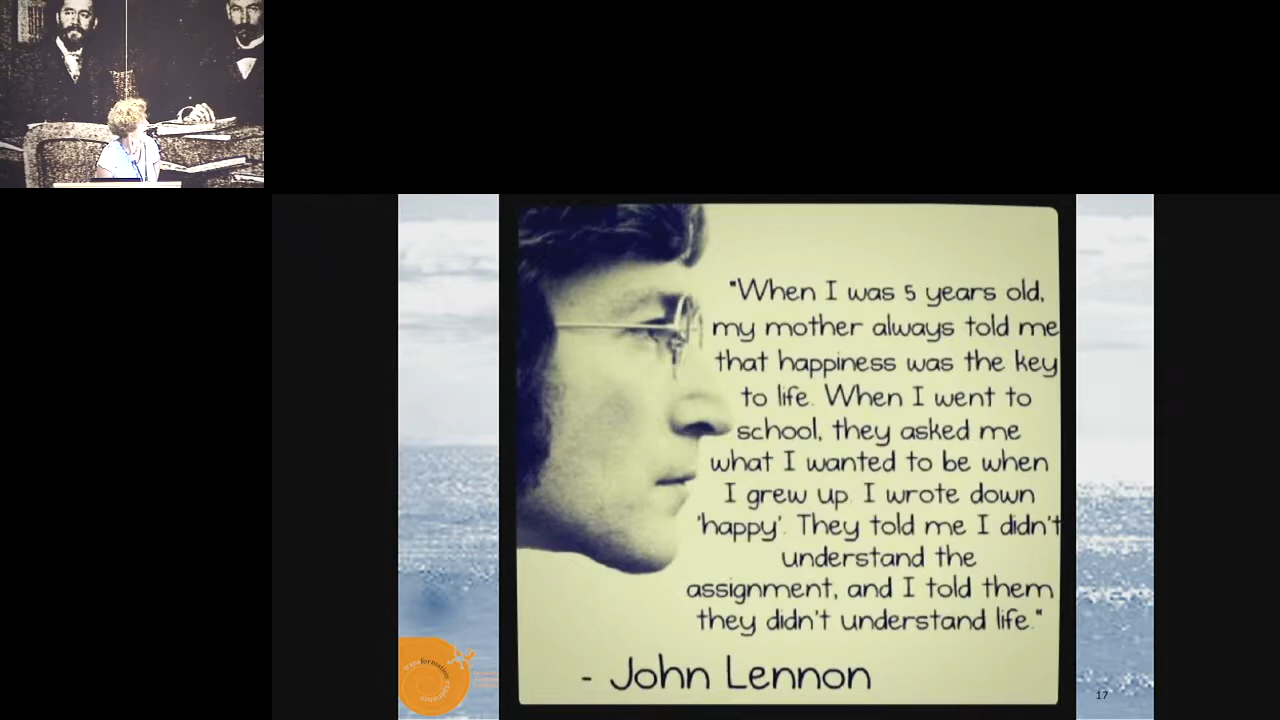 "When I was 5 years old,
my mother always told me
that happiness was the key
to life. When I went to
school, they asked me
what I wanted to be when
I grew up. I wrote down
'happy'. They told me I didn't
understand the
assignment, and I told them
they didn't understand life."
- John Lennon
transformation
experience
17